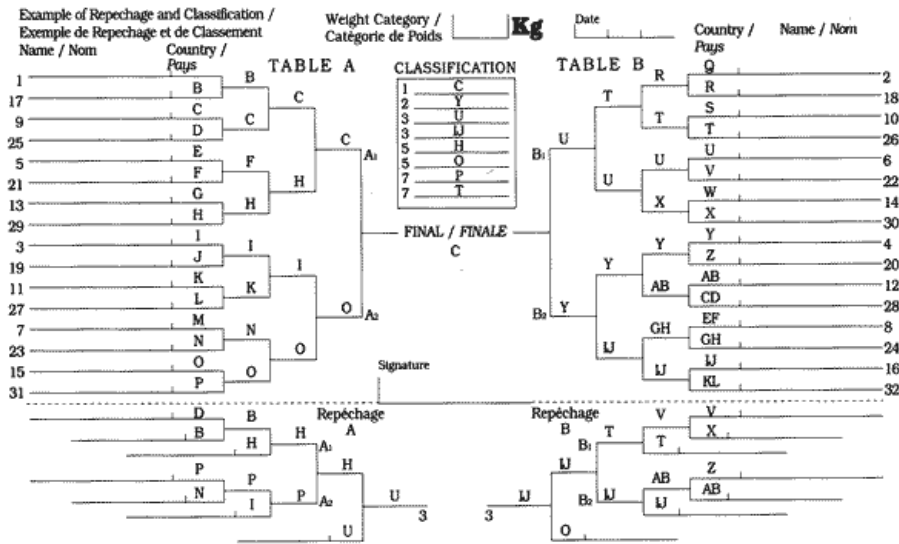 Example of Repechage and Classification /
Exemple de Repechage et de Classement
Name / Nom
Country /
Pays
Weight Category /
Catégorie de Poids
Kg
Date
Country /
Pays
Name / Nom
TABLE A
CLASSIFICATION
TABLE B
1 C
2 Y
3 U
3 IJ
5 H
5 O
7 P
7 T
1
17 B
9 C
25 D
5 E
21 F
13 G
29 H
3 I
19 J
11 K
27 L
7 M
23 N
15 O
31 P
B
C
F
H
I
K
N
O
C
H
I
O
C A1
O A2
FINAL / FINALE
C
B1 U
B2 Y
T
U
Y
IJ
R
T
U
X
Y
AB
GH
IJ
Q 2
R 18
S 10
T 26
U 6
V 22
W 14
X 30
Y 4
Z 20
AB 12
CD 28
EF 8
GH 24
IJ 16
KL 32
Signature
Repéchage
A
D
B
B
H
H
A1
P
N
P
I
P
A2
H
U
U
3
Repéchage
B
IJ
3
IJ
O
B1
T
B2
IJ
V
T
AB
IJ
V
X
Z
AB